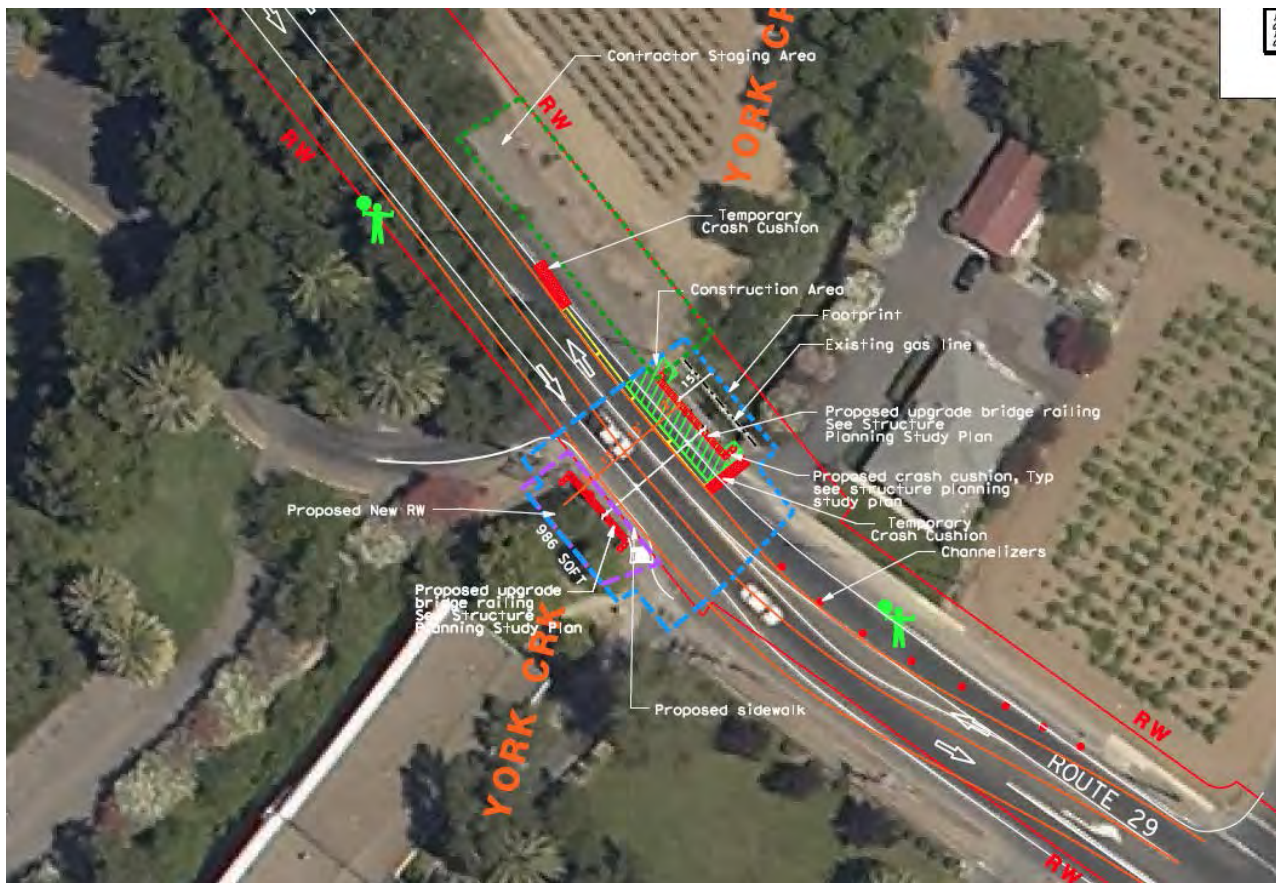 Contractor Staging Area
RW
YORK CR
RW
Temporary
Crash Cushion
Construction Area
Footprint
Existing gas line
15'
Proposed upgrade bridge railing
See Structure
Planning Study Plan
Proposed crash cushion, Typ
see structure planning
study plan
Temporary
Crash Cushion
Channelizers
Proposed New RW
986 SQFT
Proposed upgrade
bridge railing
See Structure
Planning Study Plan
YORK CRK
Proposed sidewalk
RW
ROUTE 29
RW